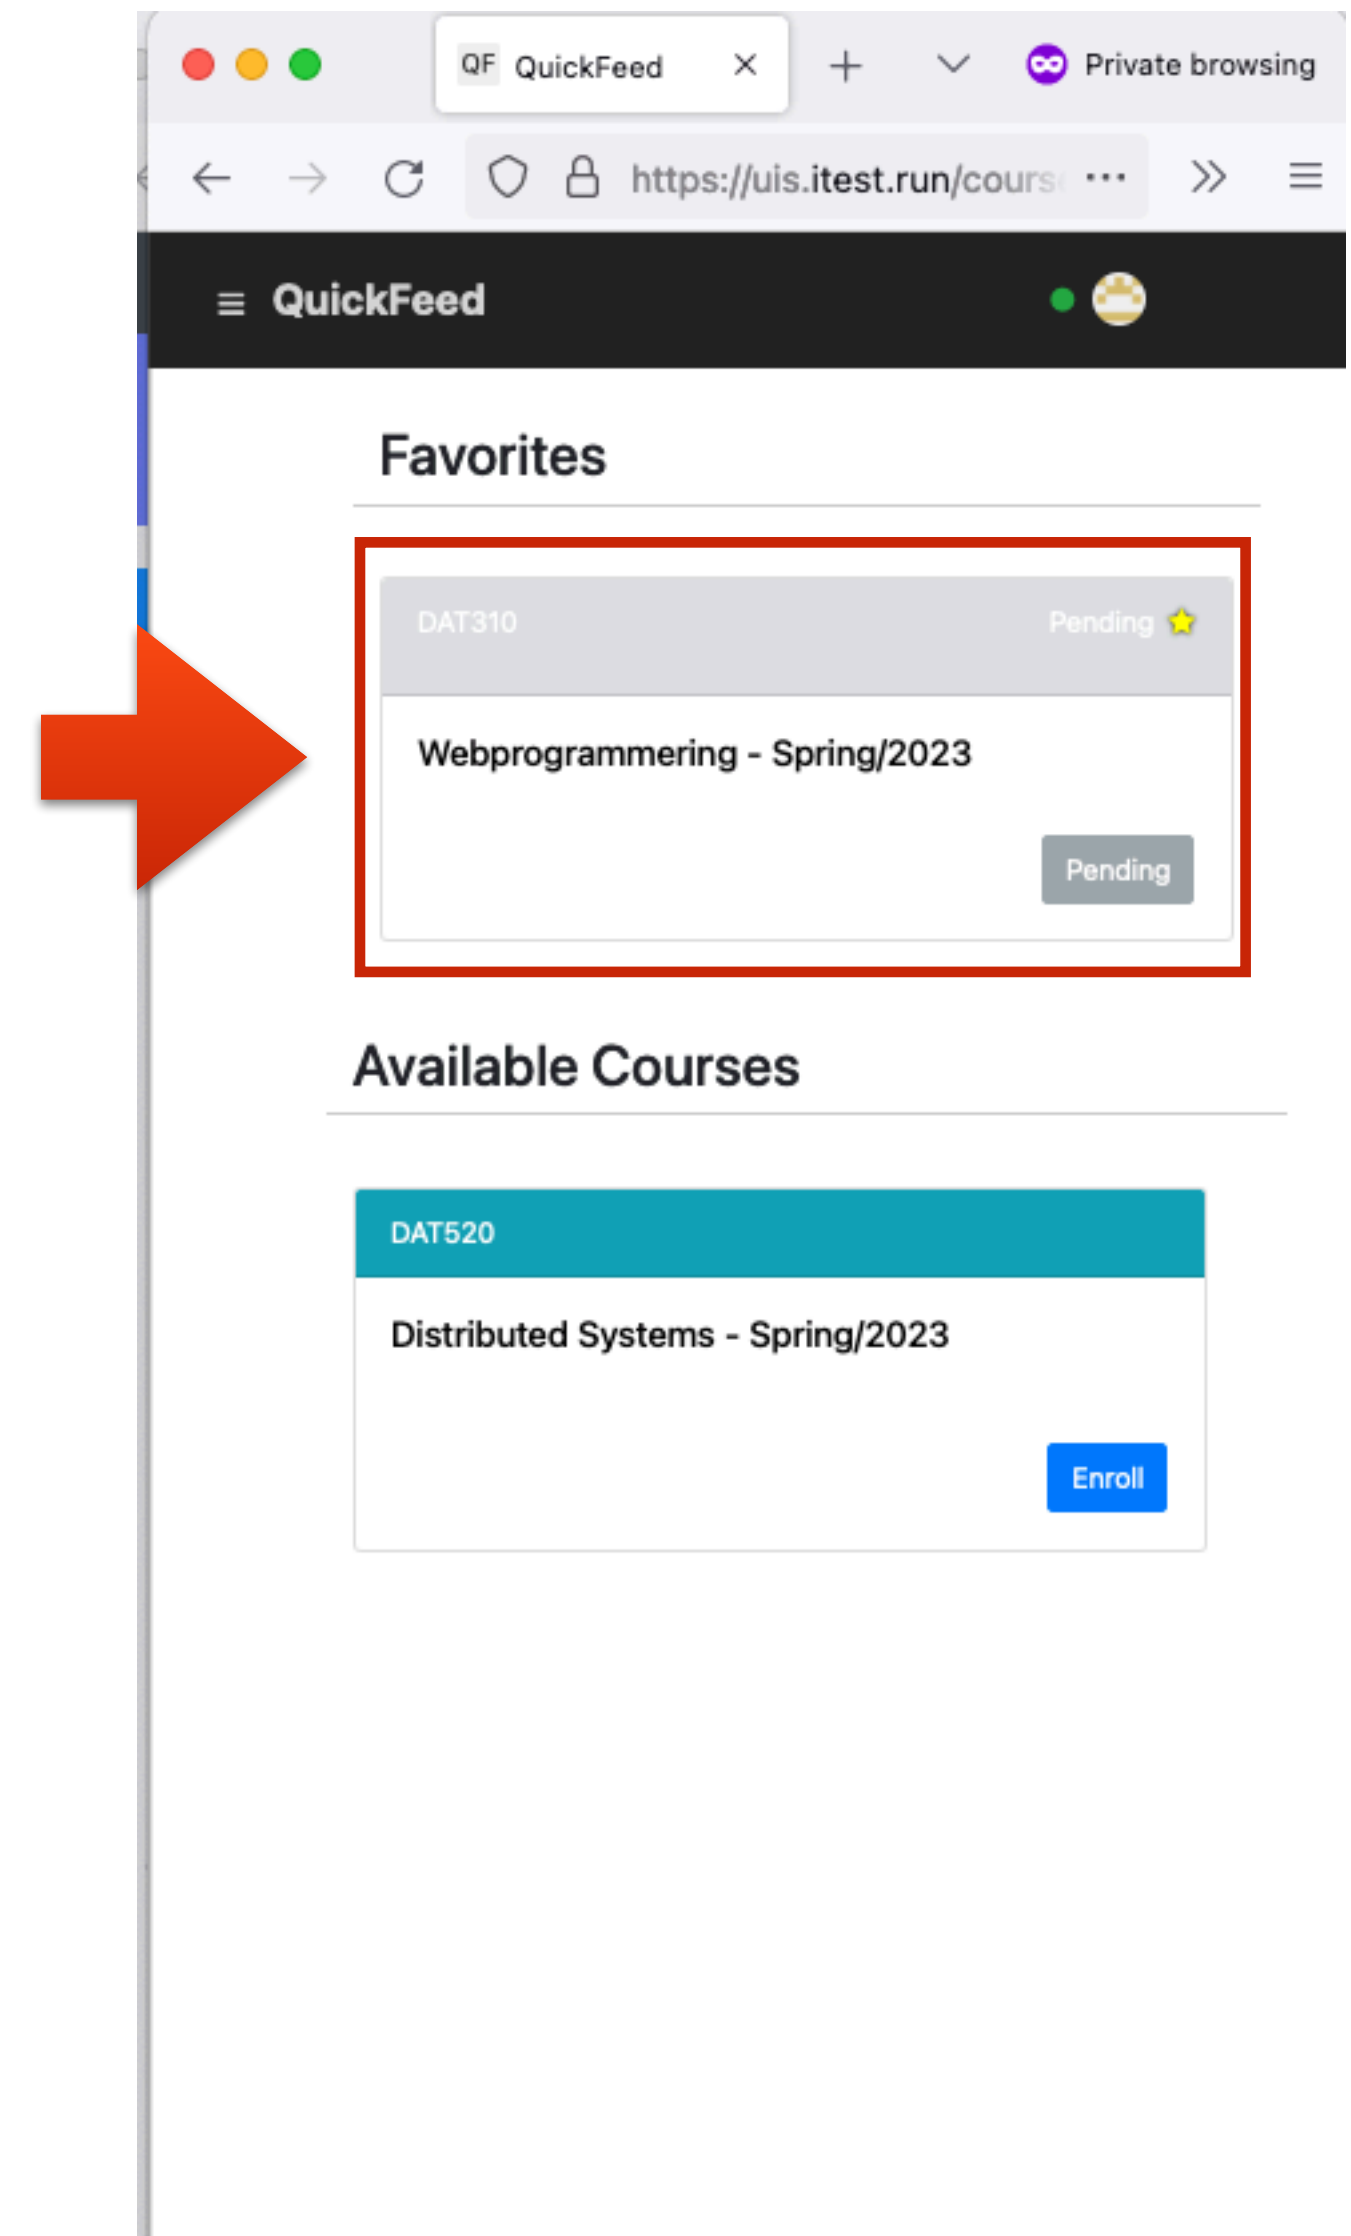 QF QuickFeed
Private browsing
https://uis.itest.run/cours
QuickFeed
Favorites
DAT310 Pending
Webprogrammering - Spring/2023
Pending
Available Courses
DAT520
Distributed Systems - Spring/2023
Enroll